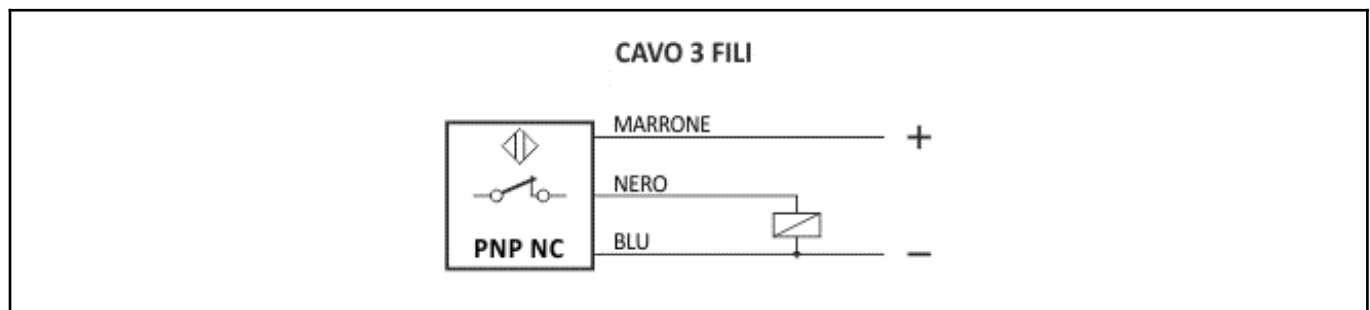 CAVO 3 FILI
MARRONE +
NERO
PNP NC
BLU −